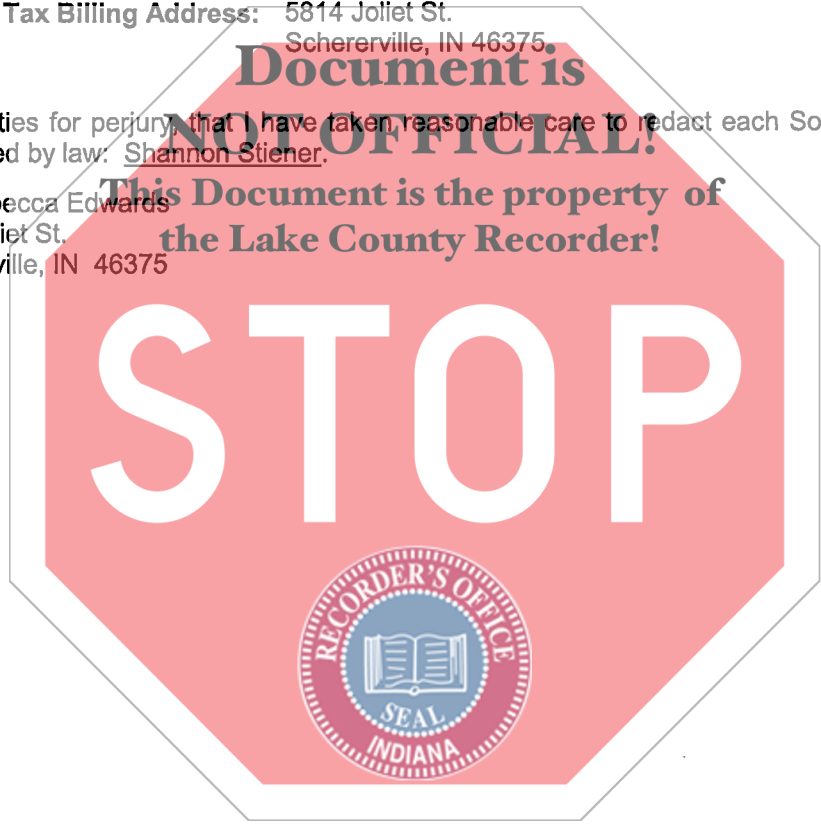 Tax Billing Address: 5814 Joliet St.
Schererville, IN 46375
Document is
ties for perjury, that I have taken reasonable care to redact each So
NOT OFFICIAL!
ed by law: Shannon Stiener.
This Document is the property of
ecca Edwards
iet St.
the Lake County Recorder!
ville, IN 46375
STOP
RECORDER'S OFFICE
SEAL
INDIANA